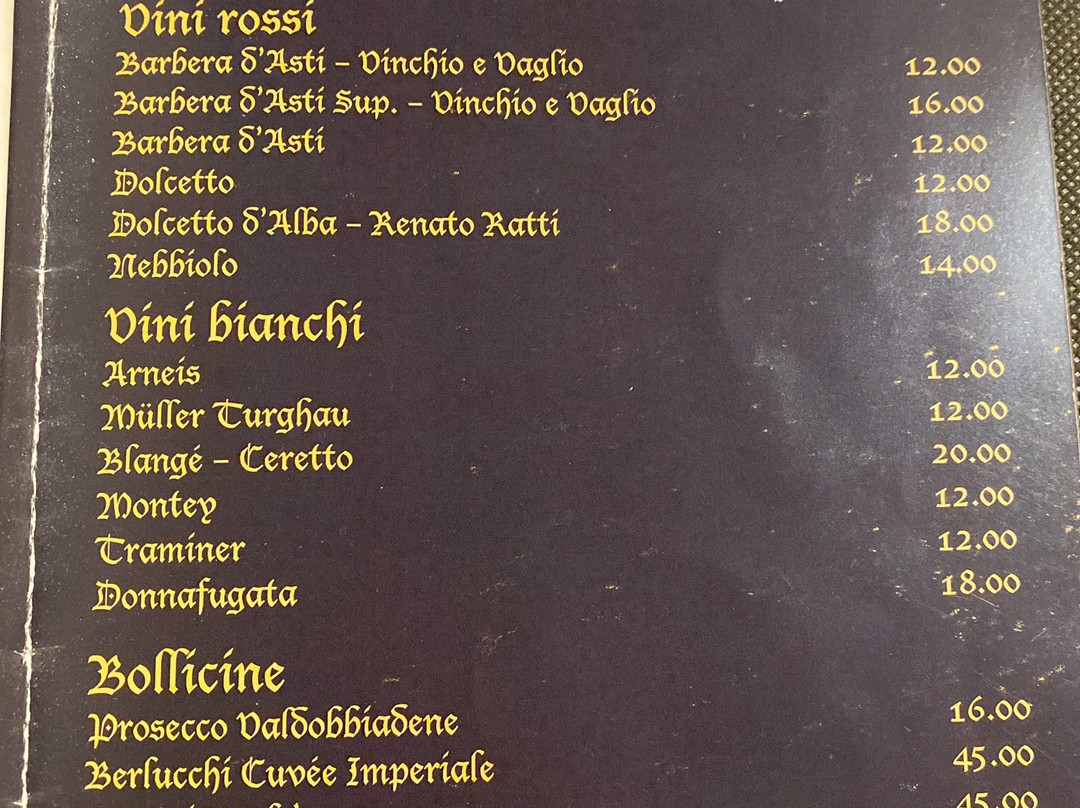 Vini rossi
Barbera d'Asti – Vinchio e Vaglio 12.00
Barbera d'Asti Sup. – Vinchio e Vaglio 16.00
Barbera d'Asti 12.00
Dolcetto 12.00
Dolcetto d'Alba – Renato Ratti 18.00
Nebbiolo 14.00
Vini bianchi
Arneis 12.00
Müller Turghau 12.00
Blangé – Ceretto 20.00
Montey 12.00
Traminer 12.00
Donnafugata 18.00
Bollicine
Prosecco Valdobbiadene 16.00
Berlucchi Cuvée Imperiale 45.00
45.00